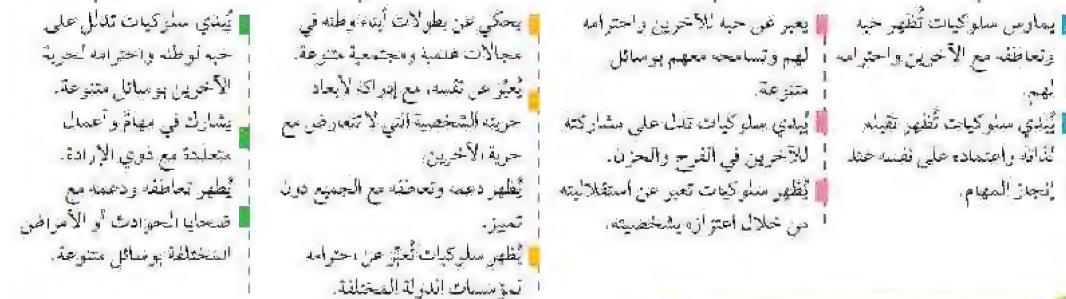 يمارس سلوكيات تُظهر حبه
وتعاطفه مع الآخرين واحترامه
لهم.
يُبدي سلوكيات تُظهر تقبله
لذاته واعتماده على نفسه عند
إنجاز المهام.
يعبر عن حبه للآخرين واحترامه
لهم وتسامحه معهم بوسائل
متنوعة.
يُبدي سلوكيات تدل على مشاركته
للآخرين في الفرح والحزن.
يُظهر سلوكيات تعبر عن استقلاليته
من خلال اعتزازه بشخصيته.
يحكي عن بطولات أبناء وطنه في
مجالات علمية ومجتمعية متنوعة.
يُعبِّر عن نفسه، مع إدراكه لأبعاد
حريته الشخصية التي لا تتعارض مع
حرية الآخرين.
يُظهر دعمه وتعاطفه مع الجميع دون
تمييز.
يُظهر سلوكيات تُعبِّر عن احترامه
لمؤسسات الدولة المختلفة.
يُبدي سلوكيات تدلل على
حبه لوطنه واحترامه لحرية
الآخرين بوسائل متنوعة.
يشارك في مهامَّ وأعمال
متعددة مع ذوي الإرادة.
يُظهر تعاطفه ودعمه مع
ضحايا الحوادث أو الأمراض
المختلفة بوسائل متنوعة.